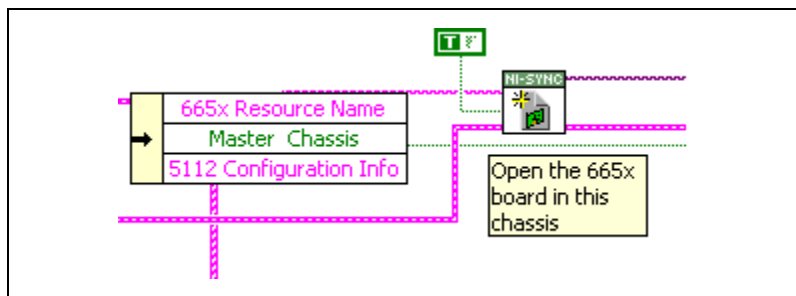 T
NI-SYNC
665x Resource Name
Master Chassis
5112 Configuration Info
Open the 665x
board in this
chassis